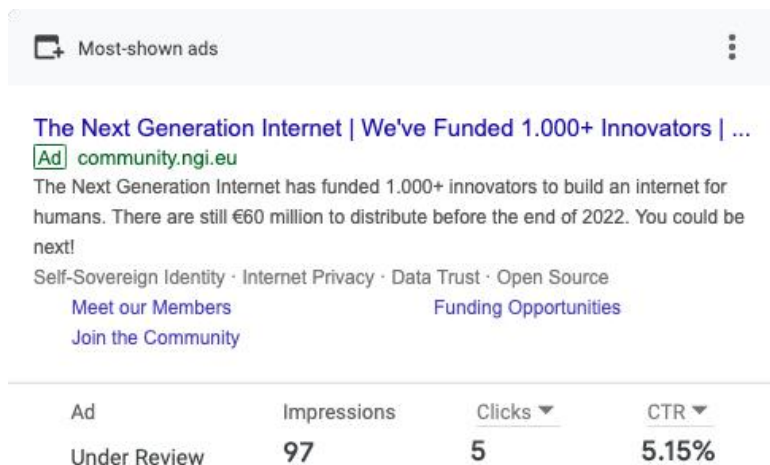 Most-shown ads
The Next Generation Internet | We've Funded 1.000+ Innovators | ...
Ad community.ngi.eu
The Next Generation Internet has funded 1.000+ innovators to build an internet for
humans. There are still €60 million to distribute before the end of 2022. You could be
next!
Self-Sovereign Identity · Internet Privacy · Data Trust · Open Source
Meet our Members Funding Opportunities
Join the Community
Ad Impressions Clicks CTR
Under Review 97 5 5.15%